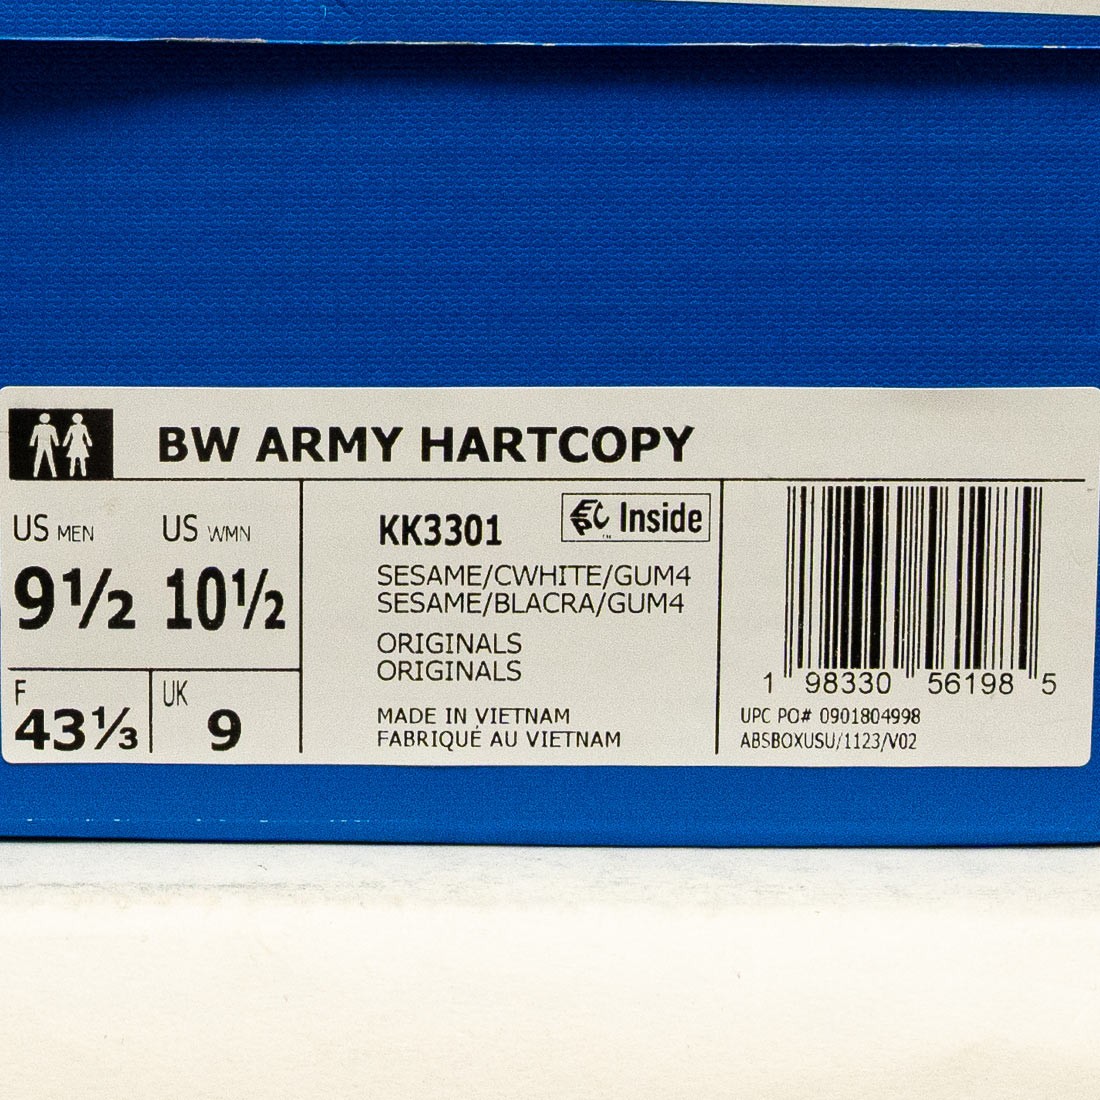 BW ARMY HARTCOPY
US MEN
9½
US WMN
10½
F
43⅓
UK
9
KK3301
EPC Inside
™
SESAME/CWHITE/GUM4
SESAME/BLACRA/GUM4
ORIGINALS
ORIGINALS
MADE IN VIETNAM
FABRIQUÉ AU VIETNAM
1 98330 56198 5
UPC PO# 0901804998
ABSBOXUSU/1123/V02